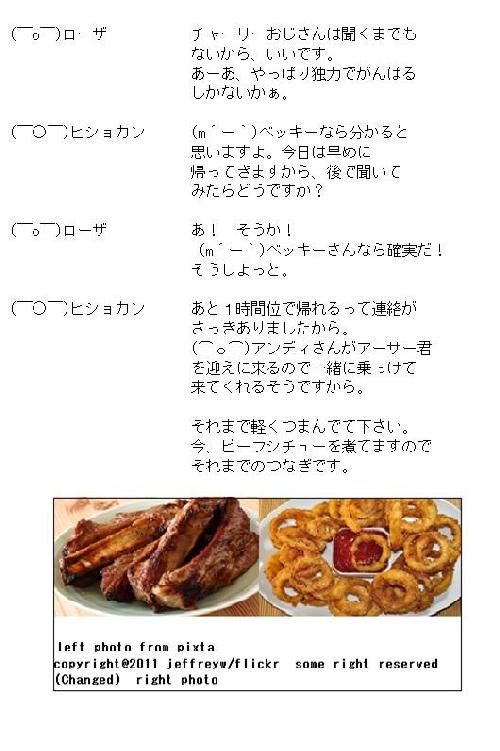 (￣o￣)ローザ チャーリーおじさんは聞くまでも
ないから、いいです。
あーあ、やっぱり独力でがんはる
しかないかぁ。
(￣○￣)ヒショカン (m´ー｀)ベッキーなら分かると
思いますよ。今日は早めに
帰ってきますから、後で聞いて
みたらどうですか？
(￣o￣)ローザ あ！　そうか！
(m´ー｀)ベッキーさんなら確実だ！
そうしよっと。
(￣○￣)ヒショカン あと１時間位で帰れるって連絡が
さっきありましたから。
(￣o￣)アンディさんがアーサー君
を迎えに来るので一緒に乗っけて
来てくれるそうですから。
それまで軽くつまんでて下さい。
今、ビーフシチューを煮てますので
それまでのつなぎです。
left photo from pixta
copyright@2011 jeffreyw/flickr some right reserved
(Changed) right photo